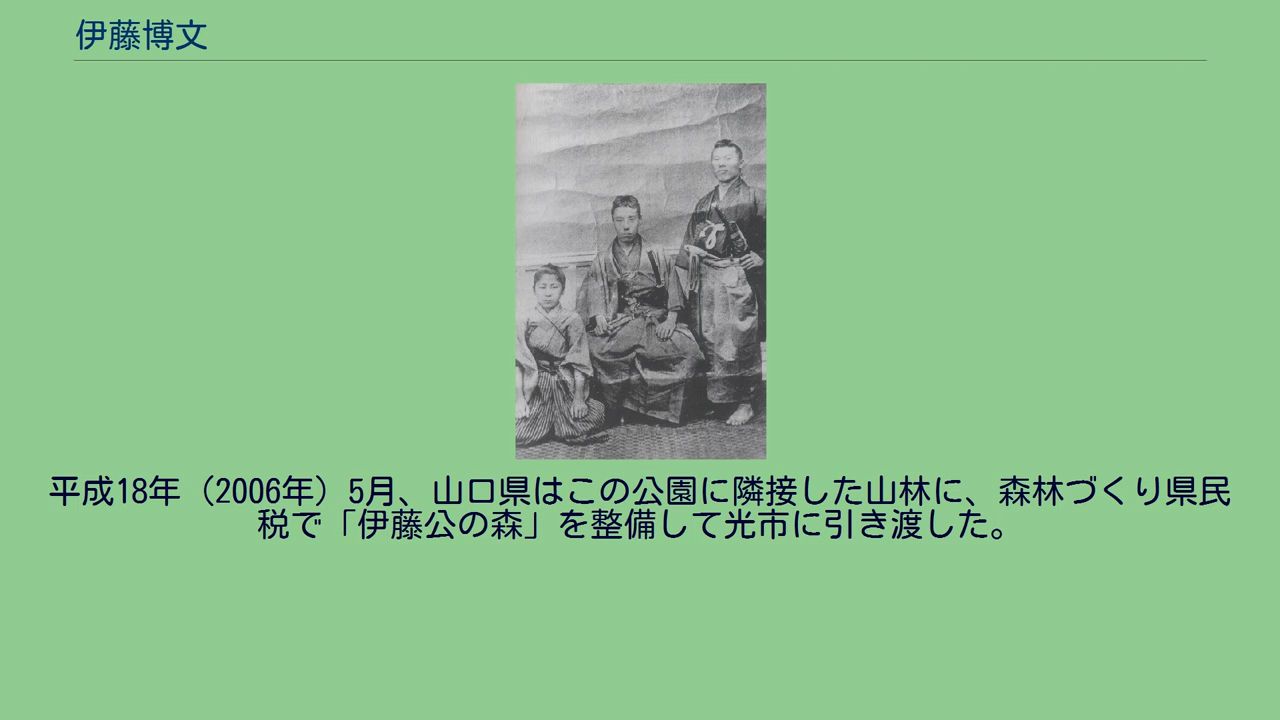 伊藤博文
平成18年（2006年）5月、山口県はこの公園に隣接した山林に、森林づくり県民
税で「伊藤公の森」を整備して光市に引き渡した。